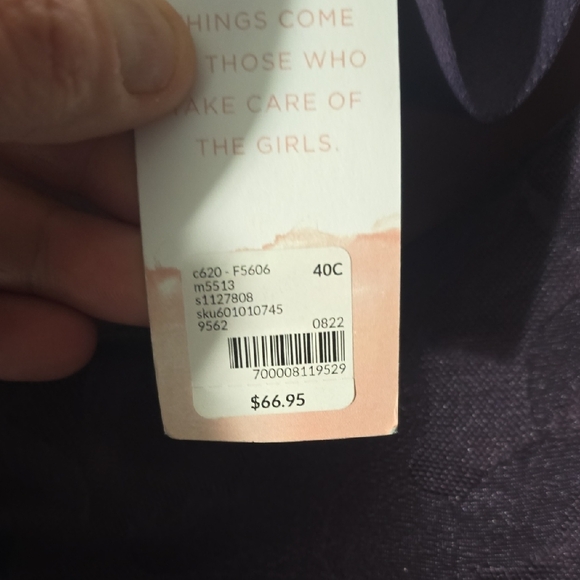 HINGS COME
THOSE WHO
AKE CARE OF
THE GIRLS.
c620 - F5606 40C
m5513
s1127808
sku601010745
9562 0822
700008119529
$66.95